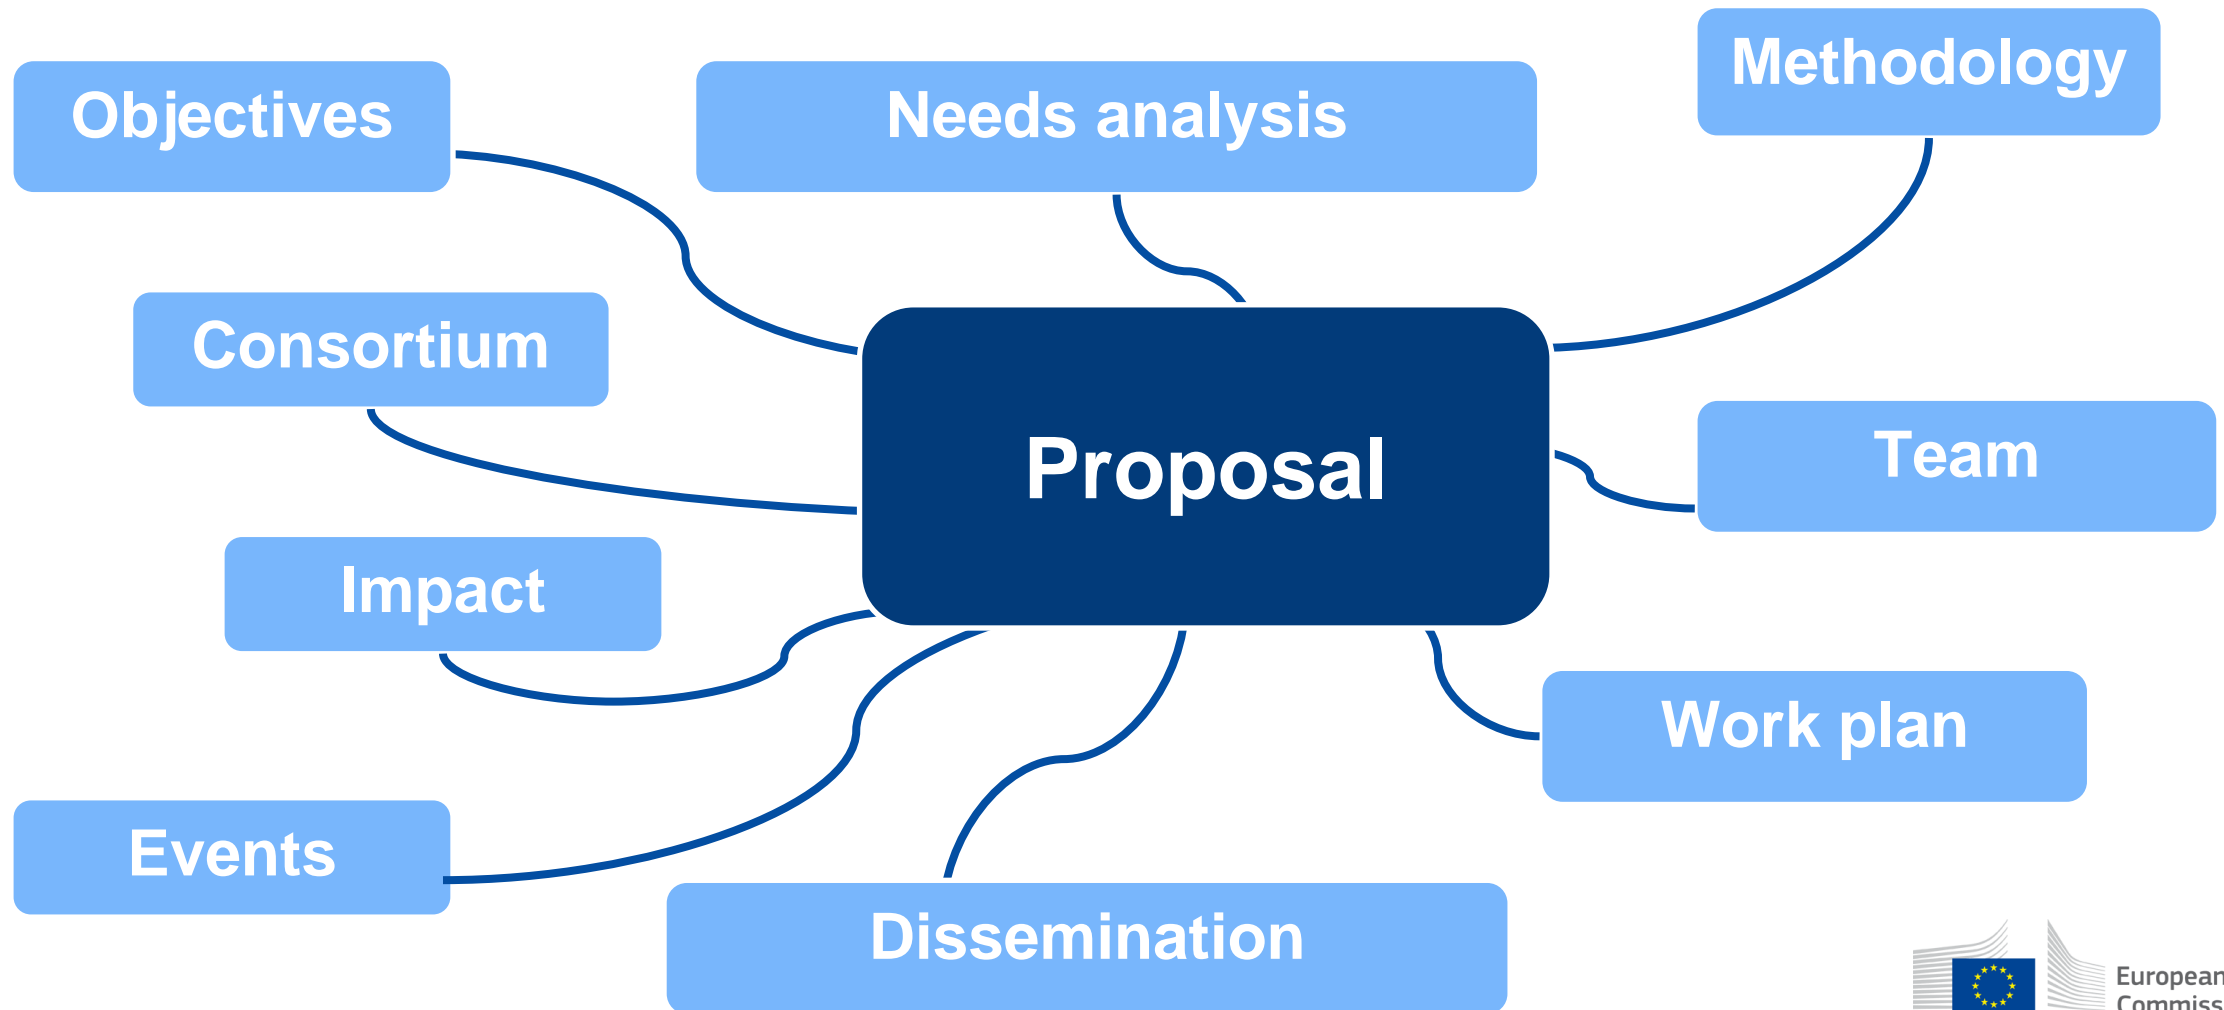 Methodology
Objectives
Needs analysis
Consortium
Proposal
Team
Impact
Work plan
Events
Dissemination
European